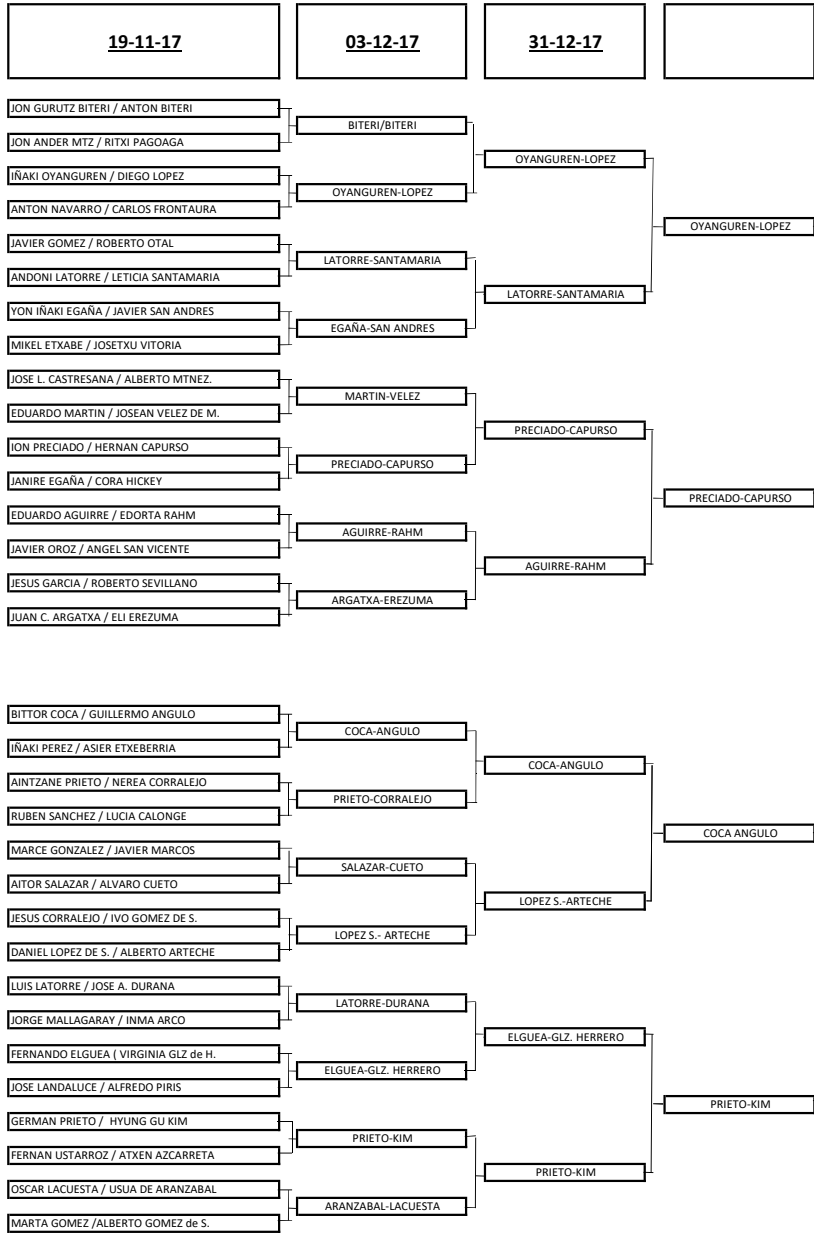 19-11-17
03-12-17
31-12-17
JON GURUTZ BITERI / ANTON BITERI
BITERI/BITERI
JON ANDER MTZ / RITXI PAGOAGA
OYANGUREN-LOPEZ
IÑAKI OYANGUREN / DIEGO LOPEZ
OYANGUREN-LOPEZ
ANTON NAVARRO / CARLOS FRONTAURA
OYANGUREN-LOPEZ
JAVIER GOMEZ / ROBERTO OTAL
LATORRE-SANTAMARIA
ANDONI LATORRE / LETICIA SANTAMARIA
LATORRE-SANTAMARIA
YON IÑAKI EGAÑA / JAVIER SAN ANDRES
EGAÑA-SAN ANDRES
MIKEL ETXABE / JOSETXU VITORIA
JOSE L. CASTRESANA / ALBERTO MTNEZ.
MARTIN-VELEZ
EDUARDO MARTIN / JOSEAN VELEZ DE M.
PRECIADO-CAPURSO
ION PRECIADO / HERNAN CAPURSO
PRECIADO-CAPURSO
JANIRE EGAÑA / CORA HICKEY
PRECIADO-CAPURSO
EDUARDO AGUIRRE / EDORTA RAHM
AGUIRRE-RAHM
JAVIER OROZ / ANGEL SAN VICENTE
AGUIRRE-RAHM
JESUS GARCIA / ROBERTO SEVILLANO
ARGATXA-EREZUMA
JUAN C. ARGATXA / ELI EREZUMA
BITTOR COCA / GUILLERMO ANGULO
COCA-ANGULO
IÑAKI PEREZ / ASIER ETXEBERRIA
COCA-ANGULO
AINTZANE PRIETO / NEREA CORRALEJO
PRIETO-CORRALEJO
RUBEN SANCHEZ / LUCIA CALONGE
COCA ANGULO
MARCE GONZALEZ / JAVIER MARCOS
SALAZAR-CUETO
AITOR SALAZAR / ALVARO CUETO
LOPEZ S.-ARTECHE
JESUS CORRALEJO / IVO GOMEZ DE S.
LOPEZ S.- ARTECHE
DANIEL LOPEZ DE S. / ALBERTO ARTECHE
LUIS LATORRE / JOSE A. DURANA
LATORRE-DURANA
JORGE MALLAGARAY / INMA ARCO
ELGUEA-GLZ. HERRERO
FERNANDO ELGUEA ( VIRGINIA GLZ de H.
ELGUEA-GLZ. HERRERO
JOSE LANDALUCE / ALFREDO PIRIS
PRIETO-KIM
GERMAN PRIETO /  HYUNG GU KIM
PRIETO-KIM
FERNAN USTARROZ / ATXEN AZCARRETA
PRIETO-KIM
OSCAR LACUESTA / USUA DE ARANZABAL
ARANZABAL-LACUESTA
MARTA GOMEZ /ALBERTO GOMEZ de S.